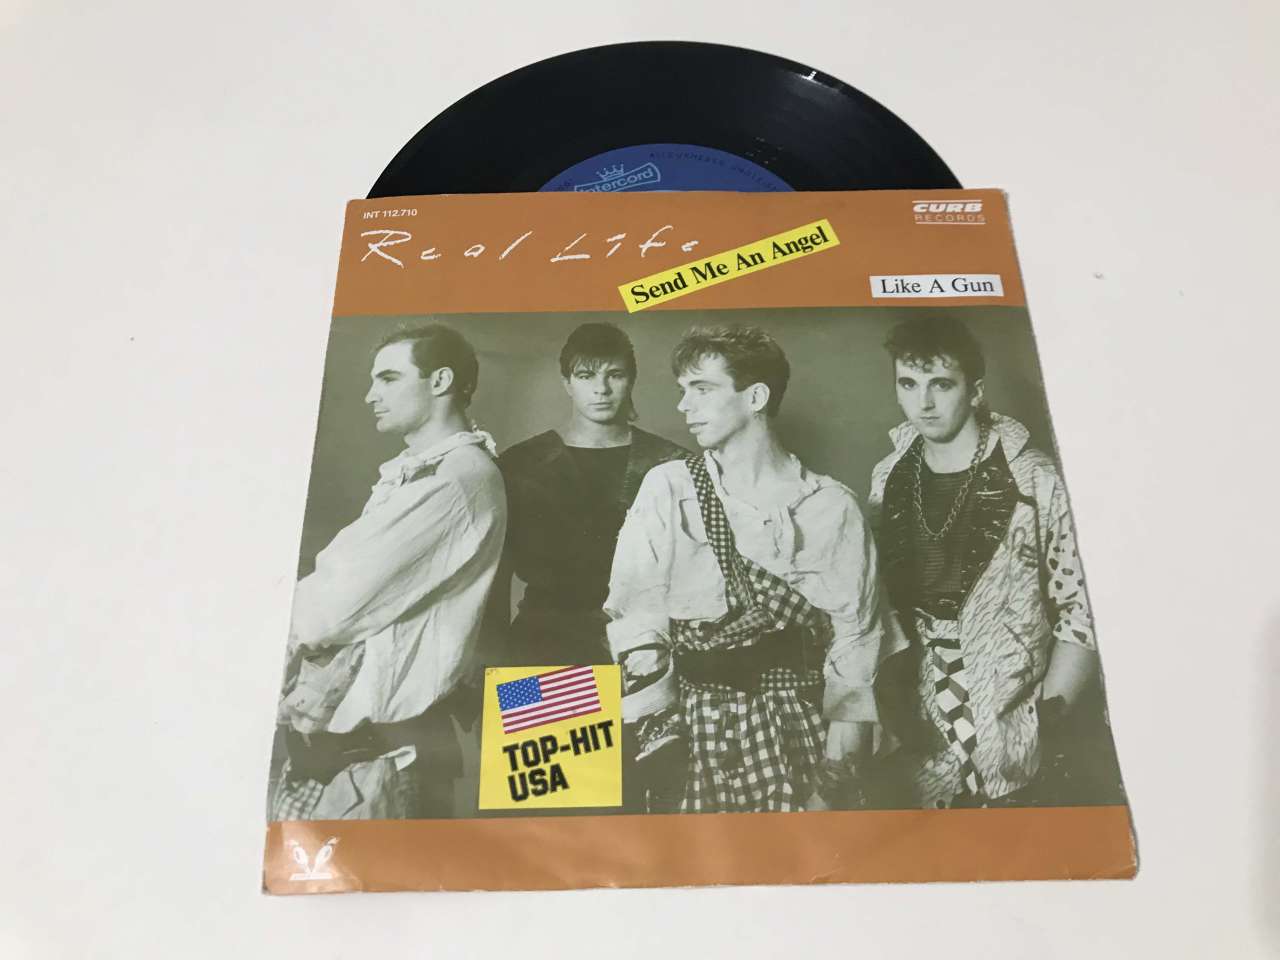 intercord
INT 112.710
CURB
RECORDS
Real Life
Send Me An Angel
Like A Gun
TOP-HIT
USA